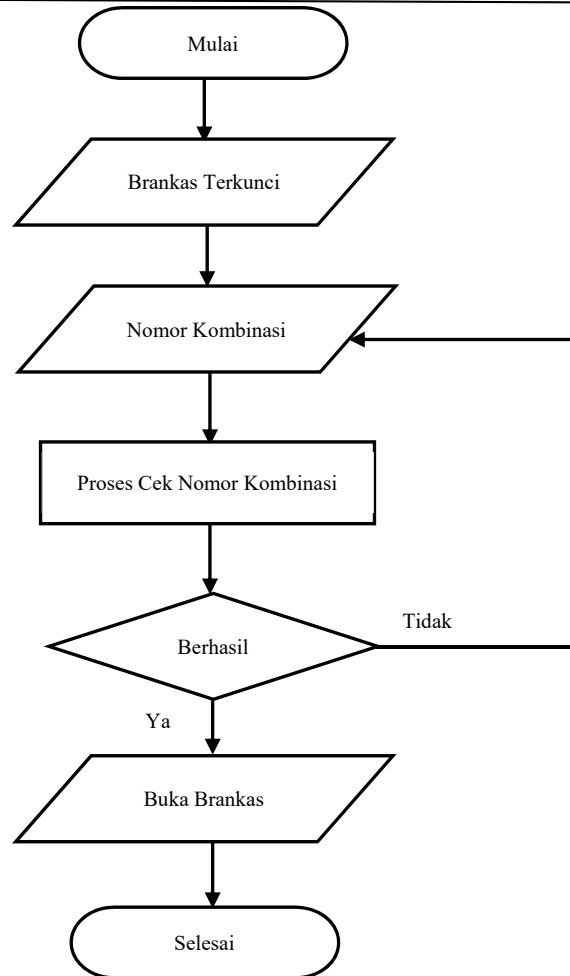 Mulai
Brankas Terkunci
Nomor Kombinasi
Proses Cek Nomor Kombinasi
Berhasil
Tidak
Ya
Buka Brankas
Selesai